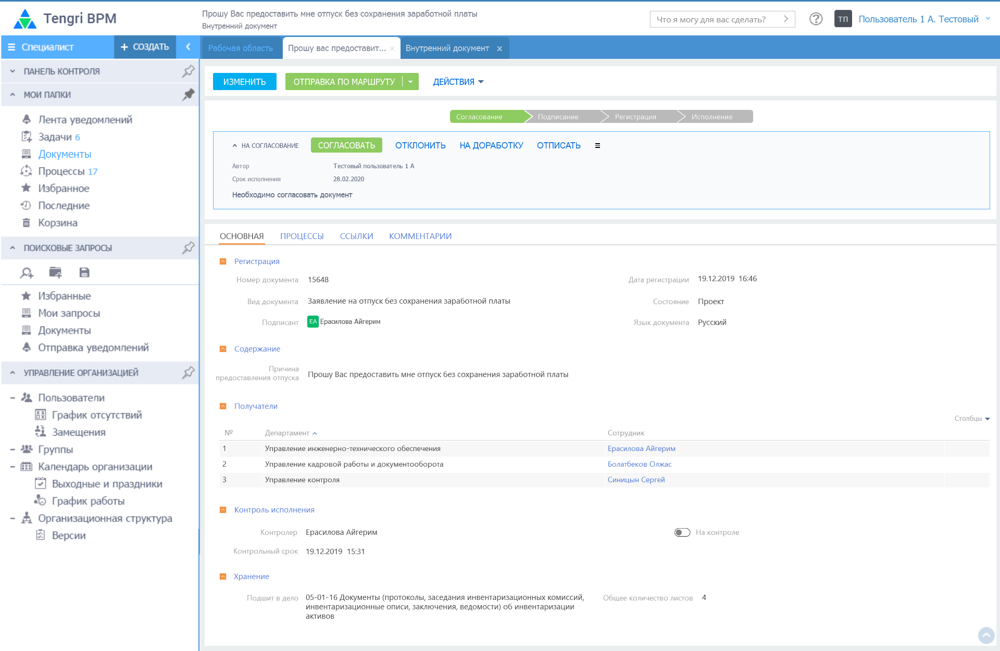 Tengri BPM
Прошу Вас предоставить мне отпуск без сохранения заработной платы
Внутренний документ
Что я могу для вас сделать?
ТП
Пользователь 1 А. Тестовый
Специалист
+ СОЗДАТЬ
Рабочая область
Прошу вас предоставит... x
Внутренний документ x
ПАНЕЛЬ КОНТРОЛЯ
МОИ ПАПКИ
Лента уведомлений
Задачи 6
Документы
Процессы 17
Избранное
Последние
Корзина
ПОИСКОВЫЕ ЗАПРОСЫ
Избранные
Мои запросы
Документы
Отправка уведомлений
УПРАВЛЕНИЕ ОРГАНИЗАЦИЕЙ
Пользователи
График отсутствий
Замещения
Группы
Календарь организации
Выходные и праздники
График работы
Организационная структура
Версии
ИЗМЕНИТЬ
ОТПРАВКА ПО МАРШРУТУ
ДЕЙСТВИЯ
Согласование
Подписание
Регистрация
Исполнение
НА СОГЛАСОВАНИЕ
СОГЛАСОВАТЬ
ОТКЛОНИТЬ
НА ДОРАБОТКУ
ОТПИСАТЬ
Автор
Тестовый пользователь 1 А
Срок исполнения
28.02.2020
Необходимо согласовать документ
ОСНОВНАЯ
ПРОЦЕССЫ
ССЫЛКИ
КОММЕНТАРИИ
Регистрация
Номер документа
15648
Дата регистрации
19.12.2019 16:46
Вид документа
Заявление на отпуск без сохранения заработной платы
Состояние
Проект
Подписант
ЕА
Ерасилова Айгерим
Язык документа
Русский
Содержание
Причина
предоставления отпуска
Прошу Вас предоставить мне отпуск без сохранения заработной платы
Получатели
Столбцы
№
Департамент
Сотрудник
1
Управление инженерно-технического обеспечения
Ерасилова Айгерим
2
Управление кадровой работы и документооборота
Болатбеков Олжас
3
Управление контроля
Синицын Сергей
Контроль исполнения
Контролер
Ерасилова Айгерим
На контроле
Контрольный срок
19.12.2019 15:31
Хранение
Подшит в дело
05-01-16 Документы (протоколы, заседания инвентаризационных комиссий,
инвентаризационные описи, заключения, ведомости) об инвентаризации
активов
Общее количество листов
4